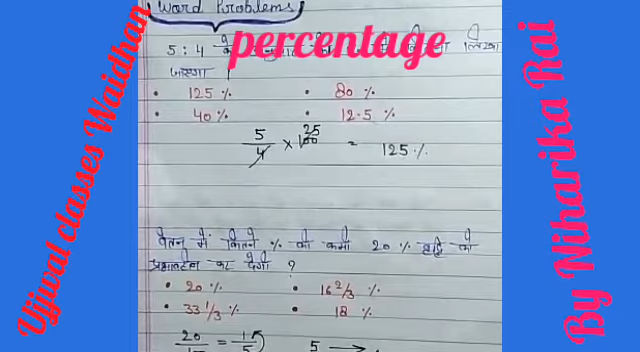 Word Problems
percentage
5 : 4 के
लिखा
जाएगा ।
• 125 %
• 80 %
• 40 %
• 12.5 %
5/4 × 100 25 = 125 %
वेतन में कितने % की कमी 20 % वृद्धि को
प्रभावहीन कर देगी ?
• 20 %
• 16 2/3 %
• 33 1/3 %
• 18 %
20
= 1
5
5 →
Ujjwal classes Waidhan
By Niharika Rai